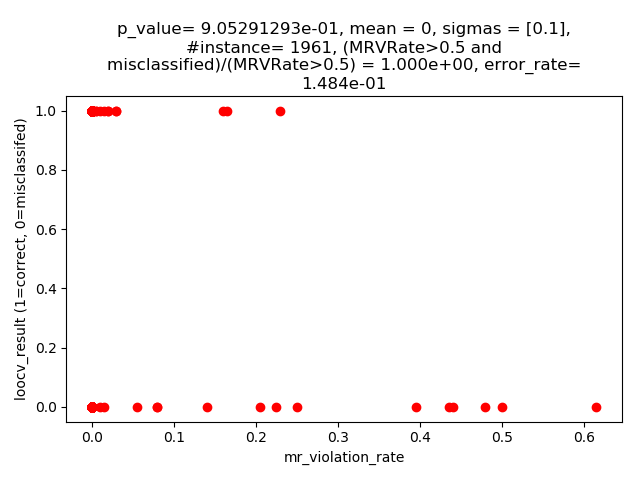 p_value= 9.05291293e-01, mean = 0, sigmas = [0.1],
#instance= 1961, (MRVRate>0.5 and
misclassified)/(MRVRate>0.5) = 1.000e+00, error_rate=
1.484e-01
loocv_result (1=correct, 0=misclassifed)
1.0
0.8
0.6
0.4
0.2
0.0
0.0 0.1 0.2 0.3 0.4 0.5 0.6
mr_violation_rate